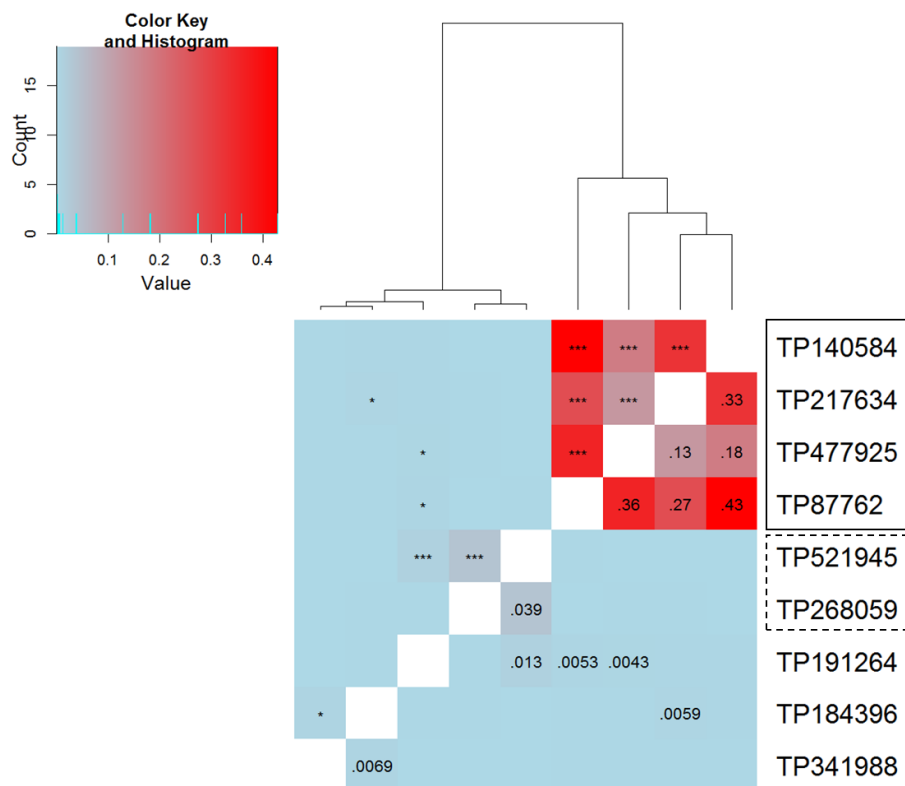 Color Key
and Histogram
Count
15
10
5
0
0.1 0.2 0.3 0.4
Value
*** *** *** TP140584
* *** *** .33 TP217634
* *** .13 .18 TP477925
* .36 .27 .43 TP87762
*** *** TP521945
.039 TP268059
.013 .0053 .0043 TP191264
* .0059 TP184396
.0069 TP341988